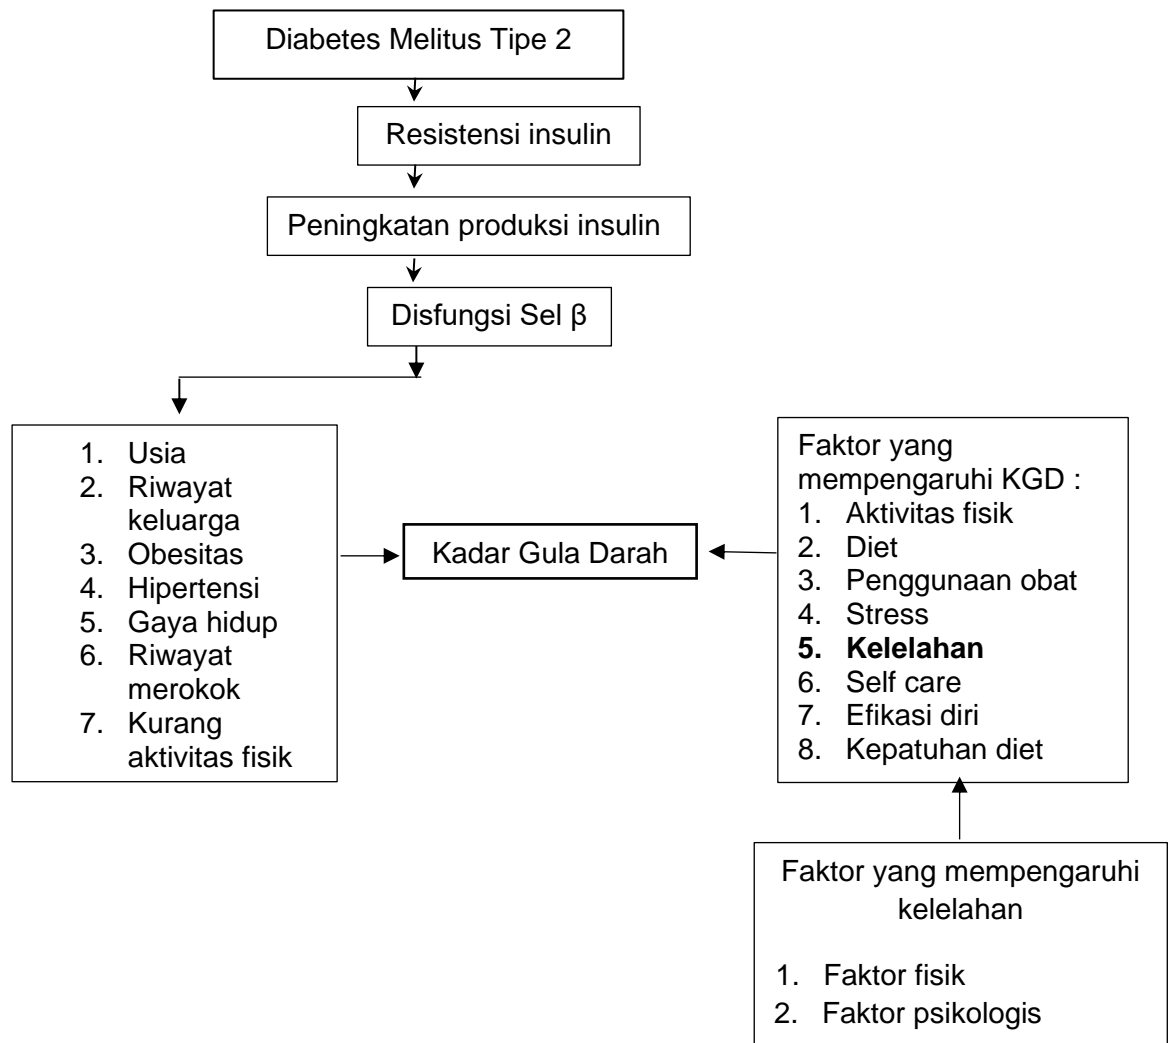 Diabetes Melitus Tipe 2
Resistensi insulin
Peningkatan produksi insulin
Disfungsi Sel β
1. Usia
2. Riwayat
keluarga
3. Obesitas
4. Hipertensi
5. Gaya hidup
6. Riwayat
merokok
7. Kurang
aktivitas fisik
Kadar Gula Darah
Faktor yang
mempengaruhi KGD :
1. Aktivitas fisik
2. Diet
3. Penggunaan obat
4. Stress
5. Kelelahan
6. Self care
7. Efikasi diri
8. Kepatuhan diet
Faktor yang mempengaruhi
kelelahan
1. Faktor fisik
2. Faktor psikologis